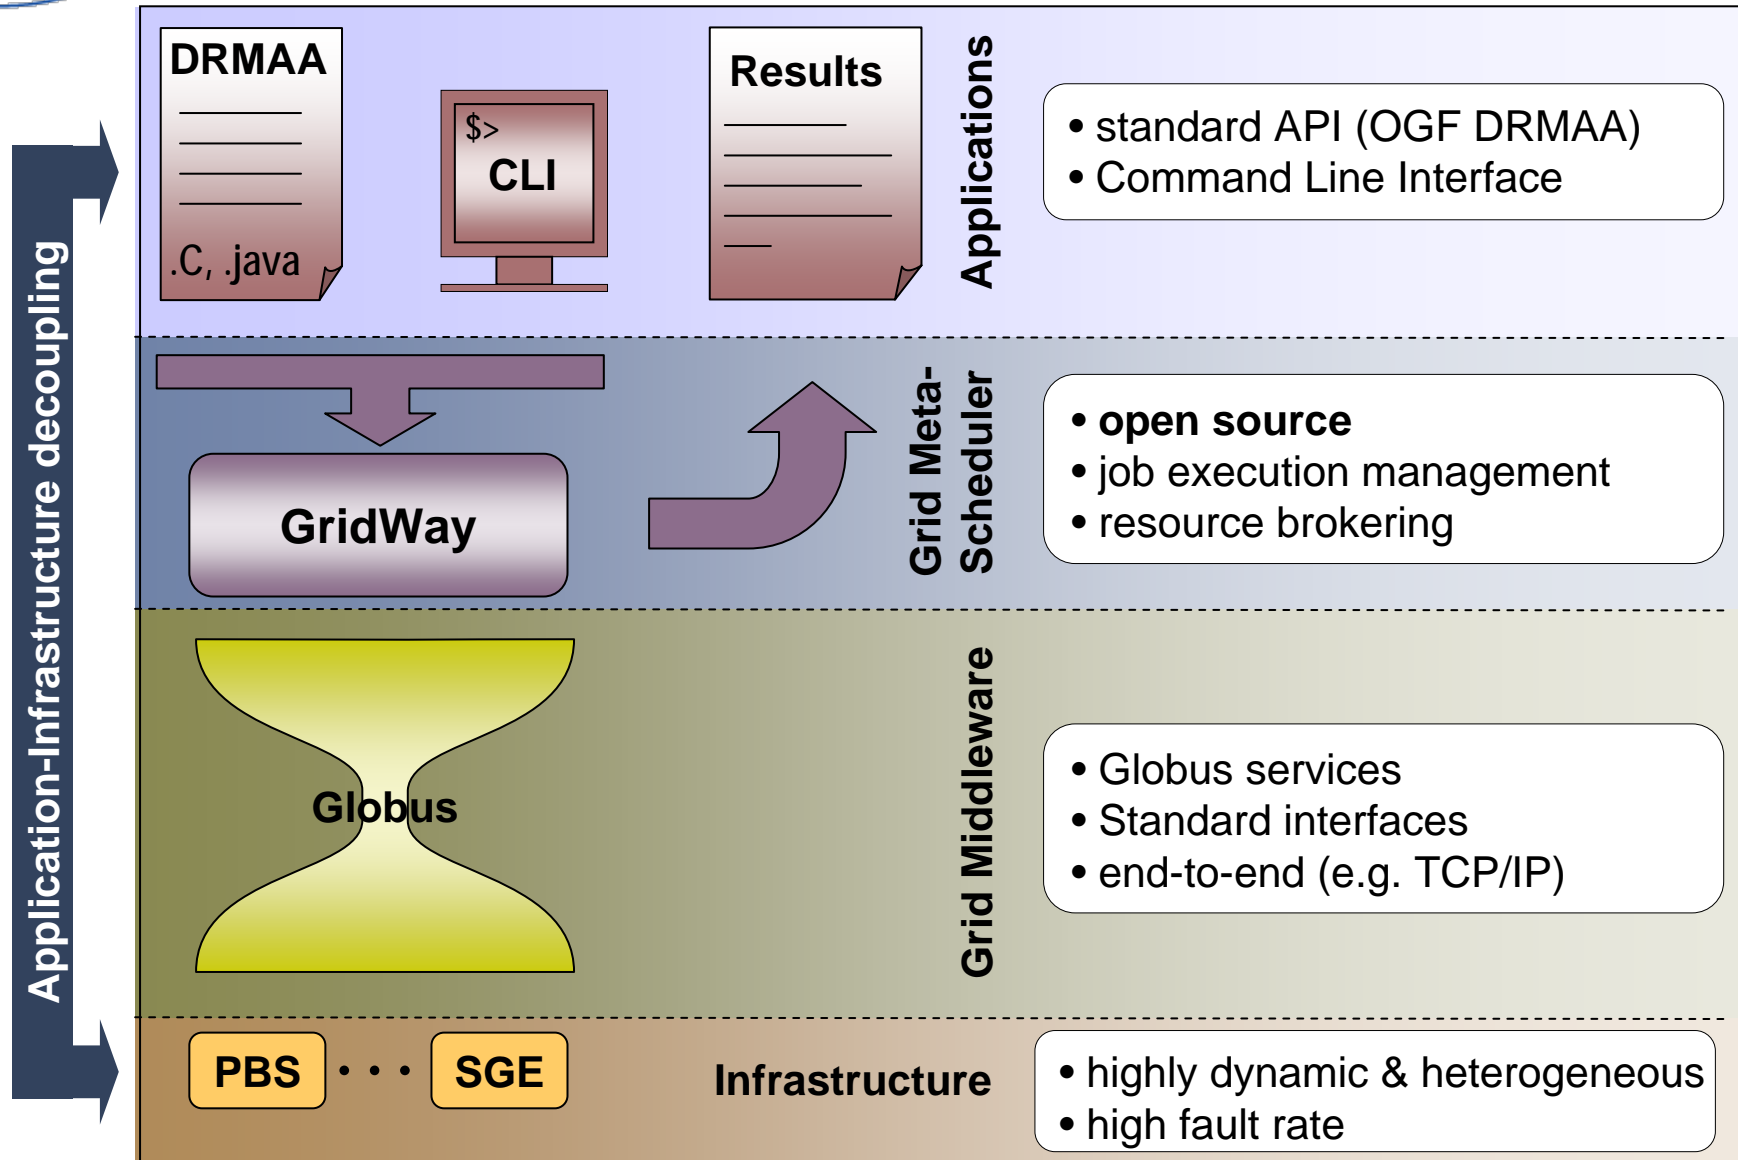 Application-Infrastructure decoupling
DRMAA
.C, .java
$>
CLI
Results
Applications
• standard API (OGF DRMAA)
• Command Line Interface
GridWay
Grid Meta-
Scheduler
• open source
• job execution management
• resource brokering
Globus
Grid Middleware
• Globus services
• Standard interfaces
• end-to-end (e.g. TCP/IP)
PBS
• • •
SGE
Infrastructure
• highly dynamic & heterogeneous
• high fault rate